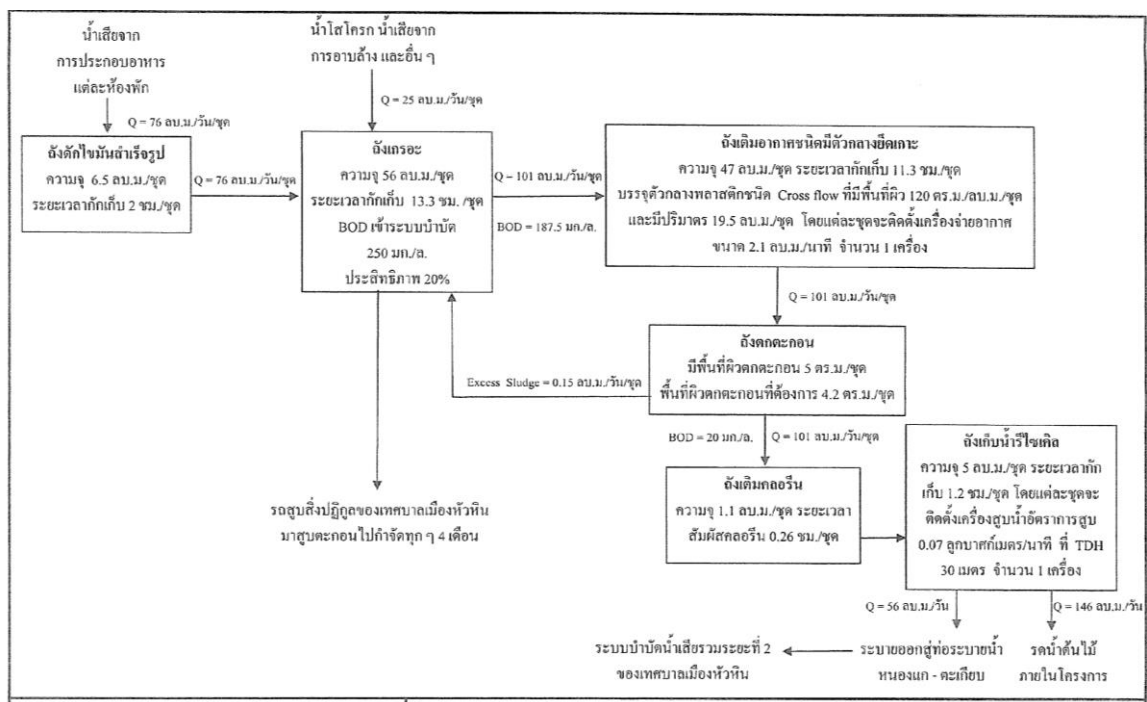 น้ำเสียจาก
การประกอบอาหาร
แต่ละห้องพัก
Q = 76 ลบ.ม./วัน/ชุด
น้ำโสโครก น้ำเสียจาก
การอาบล้าง และอื่น ๆ
Q = 25 ลบ.ม./วัน/ชุด
ถังดักไขมันสำเร็จรูป
ความจุ 6.5 ลบ.ม./ชุด
ระยะเวลากักเก็บ 2 ชม./ชุด
Q = 76 ลบ.ม./วัน/ชุด
ถังเกรอะ
ความจุ 56 ลบ.ม./ชุด
ระยะเวลากักเก็บ 13.3 ชม. /ชุด
BOD เข้าระบบบำบัด
250 มก./ล.
ประสิทธิภาพ 20%
Q = 101 ลบ.ม./วัน/ชุด
BOD = 187.5 มก./ล.
ถังเติมอากาศชนิดมีตัวกลางยึดเกาะ
ความจุ 47 ลบ.ม./ชุด ระยะเวลากักเก็บ 11.3 ชม./ชุด
บรรจุตัวกลางพลาสติกชนิด Cross flow ที่มีพื้นที่ผิว 120 ตร.ม./ลบ.ม./ชุด
และมีปริมาตร 19.5 ลบ.ม./ชุด โดยแต่ละชุดจะติดตั้งเครื่องจ่ายอากาศ
ขนาด 2.1 ลบ.ม./นาที จำนวน 1 เครื่อง
Q = 101 ลบ.ม./วัน/ชุด
ถังตกตะกอน
มีพื้นที่ผิวตกตะกอน 5 ตร.ม./ชุด
พื้นที่ผิวตกตะกอนที่ต้องการ 4.2 ตร.ม./ชุด
Excess Sludge = 0.15 ลบ.ม./วัน/ชุด
BOD = 20 มก./ล.
Q = 101 ลบ.ม./วัน/ชุด
ถังเติมคลอรีน
ความจุ 1.1 ลบ.ม./ชุด ระยะเวลา
สัมผัสคลอรีน 0.26 ชม./ชุด
ถังเก็บน้ำรีไซเคิล
ความจุ 5 ลบ.ม./ชุด ระยะเวลากัก
เก็บ 1.2 ชม./ชุด โดยแต่ละชุดจะ
ติดตั้งเครื่องสูบน้ำอัตราการสูบ
0.07 ลูกบาศก์เมตร/นาที ที่ TDH
30 เมตร จำนวน 1 เครื่อง
รถสูบสิ่งปฏิกูลของเทศบาลเมืองหัวหิน
มาสูบตะกอนไปกำจัดทุก ๆ 4 เดือน
Q = 56 ลบ.ม./วัน
Q = 146 ลบ.ม./วัน
ระบบบำบัดน้ำเสียรวมระยะที่ 2
ของเทศบาลเมืองหัวหิน
ระบายออกสู่ท่อระบายน้ำ
หนองแก - ตะเกียบ
รดน้ำต้นไม้
ภายในโครงการ